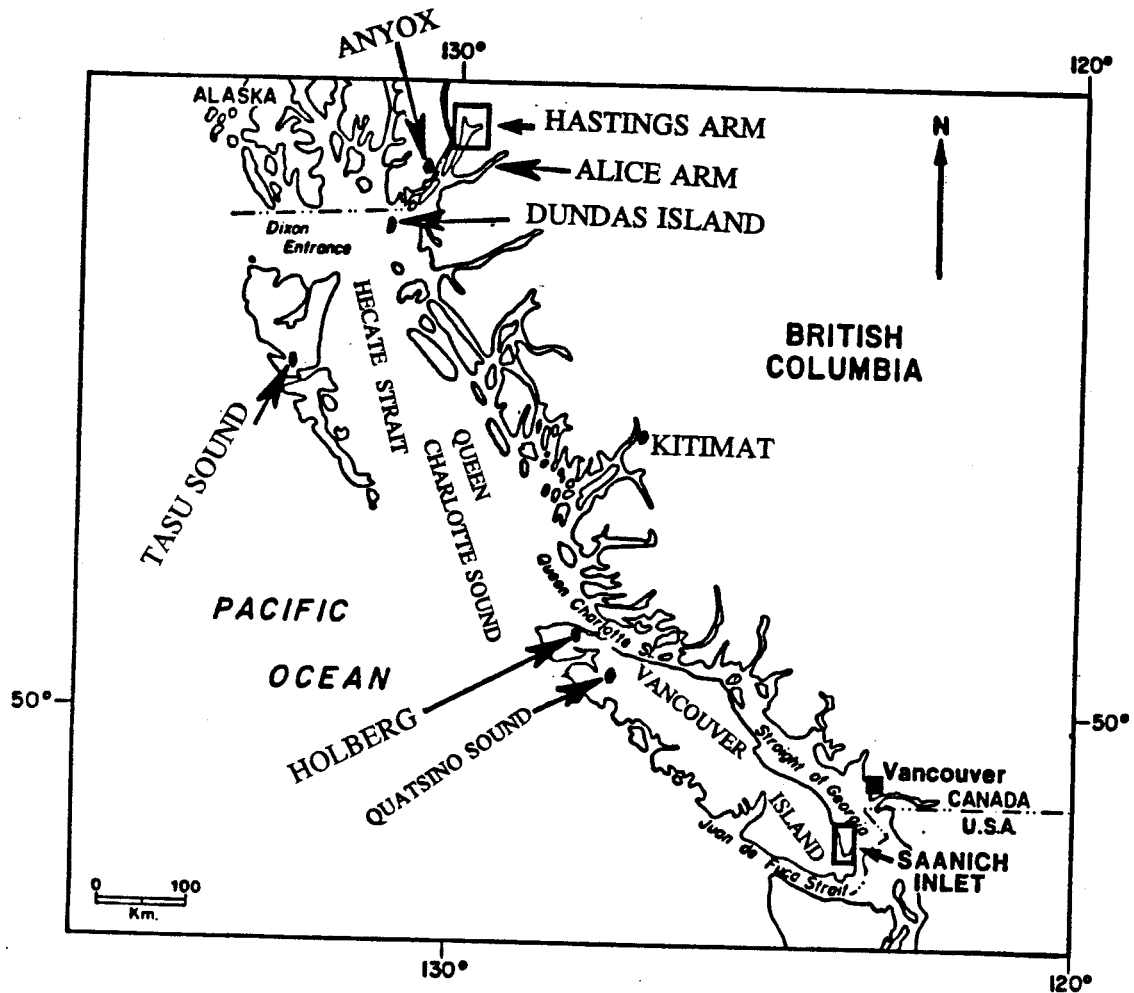 ANYOX
130°
120°
ALASKA
HASTINGS ARM
N
ALICE ARM
DUNDAS ISLAND
Dixon
Entrance
HECATE STRAIT
BRITISH
COLUMBIA
TASU SOUND
QUEEN
CHARLOTTE SOUND
KITIMAT
PACIFIC
OCEAN
Queen Charlotte S.
50°
50°
HOLBERG
QUATSINO SOUND
VANCOUVER
ISLAND
Straight of Georgia
Vancouver
CANADA
U.S.A.
Juan de Fuca Strait
SAANICH
INLET
0 100
Km.
130°
120°